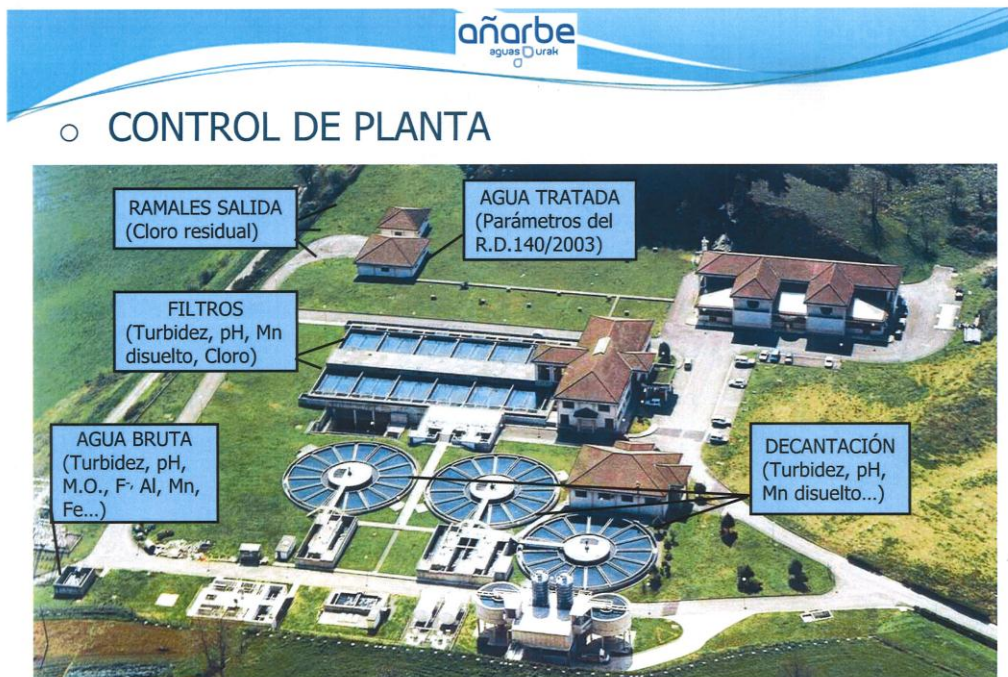 añarbe
aguas urak
CONTROL DE PLANTA
RAMALES SALIDA
(Cloro residual)
AGUA TRATADA
(Parámetros del
R.D.140/2003)
FILTROS
(Turbidez, pH, Mn
disuelto, Cloro)
AGUA BRUTA
(Turbidez, pH,
M.O., F-, Al, Mn,
Fe...)
DECANTACIÓN
(Turbidez, pH,
Mn disuelto...)